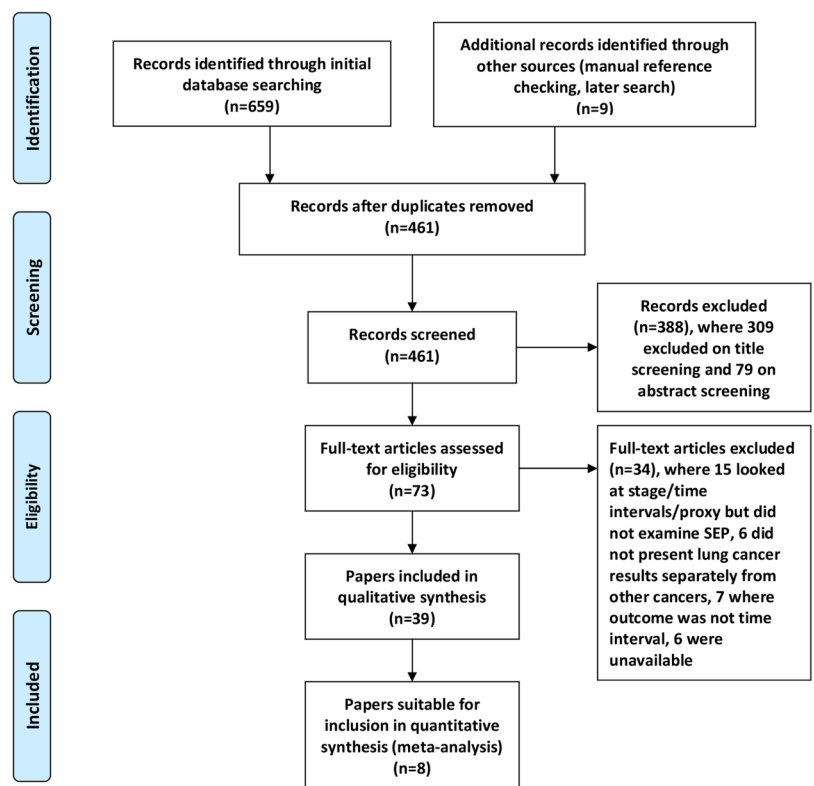 Identification
Records identified through initial
database searching
(n=659)
Additional records identified through
other sources (manual reference
checking, later search)
(n=9)
Records after duplicates removed
(n=461)
Screening
Records screened
(n=461)
Records excluded
(n=388), where 309
excluded on title
screening and 79 on
abstract screening
Eligibility
Full-text articles assessed
for eligibility
(n=73)
Full-text articles excluded
(n=34), where 15 looked
at stage/time
intervals/proxy but did
not examine SEP, 6 did
not present lung cancer
results separately from
other cancers, 7 where
outcome was not time
interval, 6 were
unavailable
Papers included in
qualitative synthesis
(n=39)
Included
Papers suitable for
inclusion in quantitative
synthesis (meta-analysis)
(n=8)